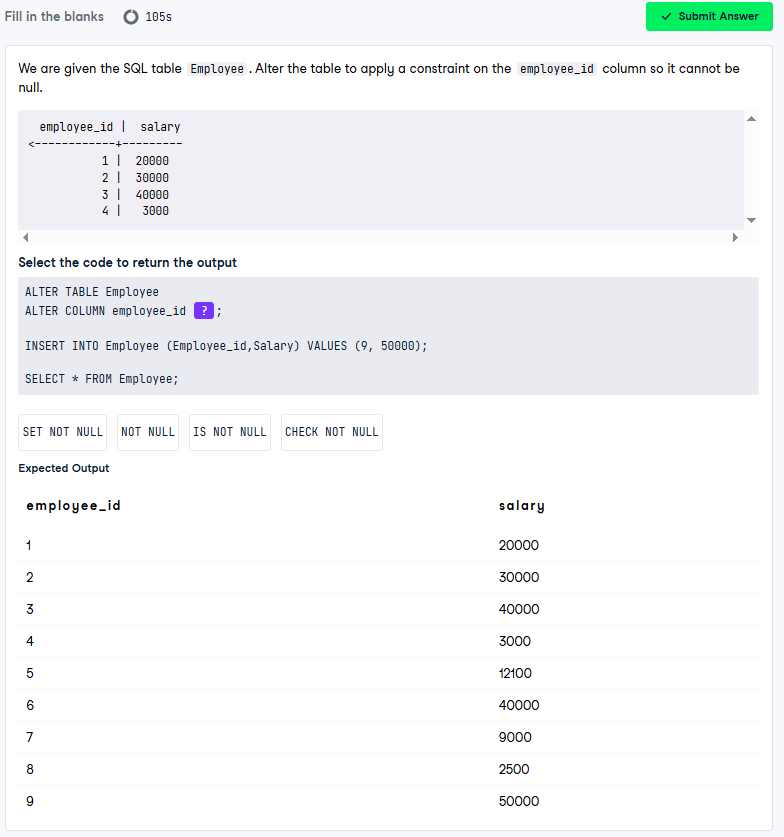 Fill in the blanks 105s Submit Answer
We are given the SQL table Employee. Alter the table to apply a constraint on the employee_id column so it cannot be
null.
employee_id | salary
<------------+---------
1 | 20000
2 | 30000
3 | 40000
4 | 3000
Select the code to return the output
ALTER TABLE Employee
ALTER COLUMN employee_id ? ;
INSERT INTO Employee (Employee_id,Salary) VALUES (9, 50000);
SELECT * FROM Employee;
SET NOT NULL NOT NULL IS NOT NULL CHECK NOT NULL
Expected Output
employee_id salary
1 20000
2 30000
3 40000
4 3000
5 12100
6 40000
7 9000
8 2500
9 50000